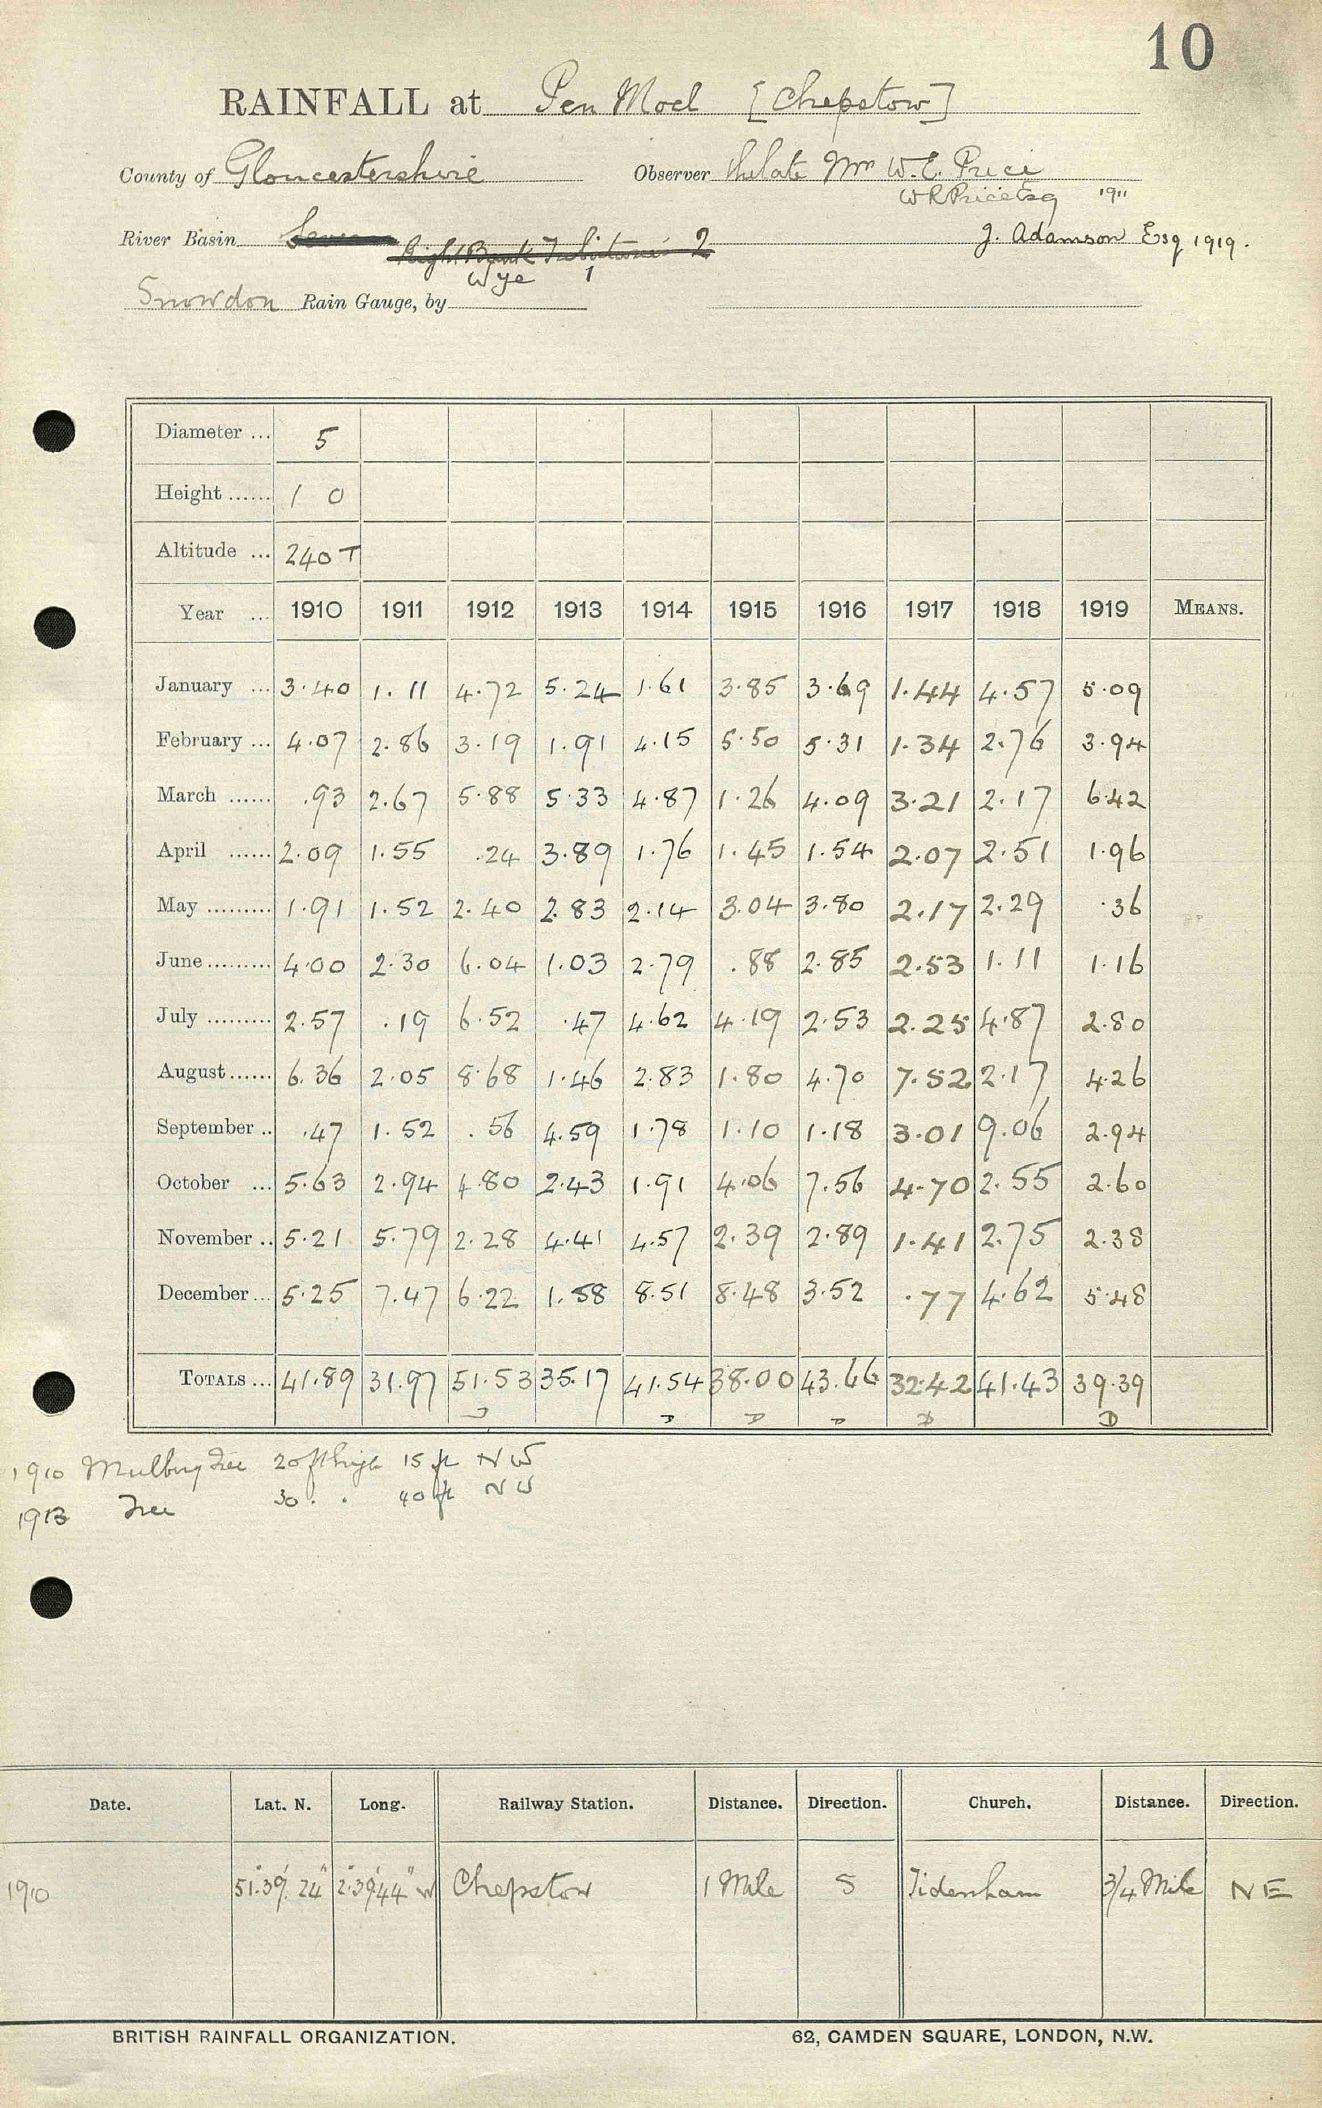 10
RAINFALL at Pen Moel [Chepstow]
County of Gloucestershire Observer The late Mr W. E. Price
W R Price Esq 1911
River Basin Severn J. Adamson Esq 1919.
Right Bank Tributaries 2
Wye 1
Snowdon Rain Gauge, by
Diameter ... 5
Height ...... 1 0
Altitude ... 240 T
Year ... 1910 1911 1912 1913 1914 1915 1916 1917 1918 1919 MEANS.
January ... 3.40 1.11 4.72 5.24 1.61 3.85 3.69 1.44 4.57 5.09
February ... 4.07 2.86 3.19 1.91 4.15 5.50 5.31 1.34 2.76 3.94
March ...... .93 2.67 5.88 5.33 4.87 1.26 4.09 3.21 2.17 6.42
April ...... 2.09 1.55 .24 3.89 1.76 1.45 1.54 2.07 2.51 1.96
May ......... 1.91 1.52 2.40 2.83 2.14 3.04 3.80 2.17 2.29 .36
June ......... 4.00 2.30 6.04 1.03 2.79 .88 2.85 2.53 1.11 1.16
July ......... 2.57 .19 6.52 .47 4.62 4.19 2.53 2.25 4.87 2.80
August ...... 6.36 2.05 8.68 1.46 2.83 1.80 4.70 7.52 2.17 4.26
September .. .47 1.52 .56 4.59 1.78 1.10 1.18 3.01 9.06 2.94
October ... 5.63 2.94 4.80 2.43 1.91 4.06 7.56 4.70 2.55 2.60
November .. 5.21 5.79 2.28 4.41 4.57 2.39 2.89 1.41 2.75 2.38
December ... 5.25 7.47 6.22 1.58 8.51 8.48 3.52 .77 4.62 5.48
TOTALS ... 41.89 31.97 51.53 35.17 41.54 38.00 43.66 32.42 41.43 39.39
D D D D D D
1910 Mulbury Tree 20 ft high 15 ft N W
1913 Tree 30 . . 40 ft N W
Date. Lat. N. Long. Railway Station. Distance. Direction. Church. Distance. Direction.
1910 51° 39' 24" 2° 39' 44" W Chepstow 1 Mile S Tidenham 3/4 Mile NE
BRITISH RAINFALL ORGANIZATION. 62, CAMDEN SQUARE, LONDON, N.W.